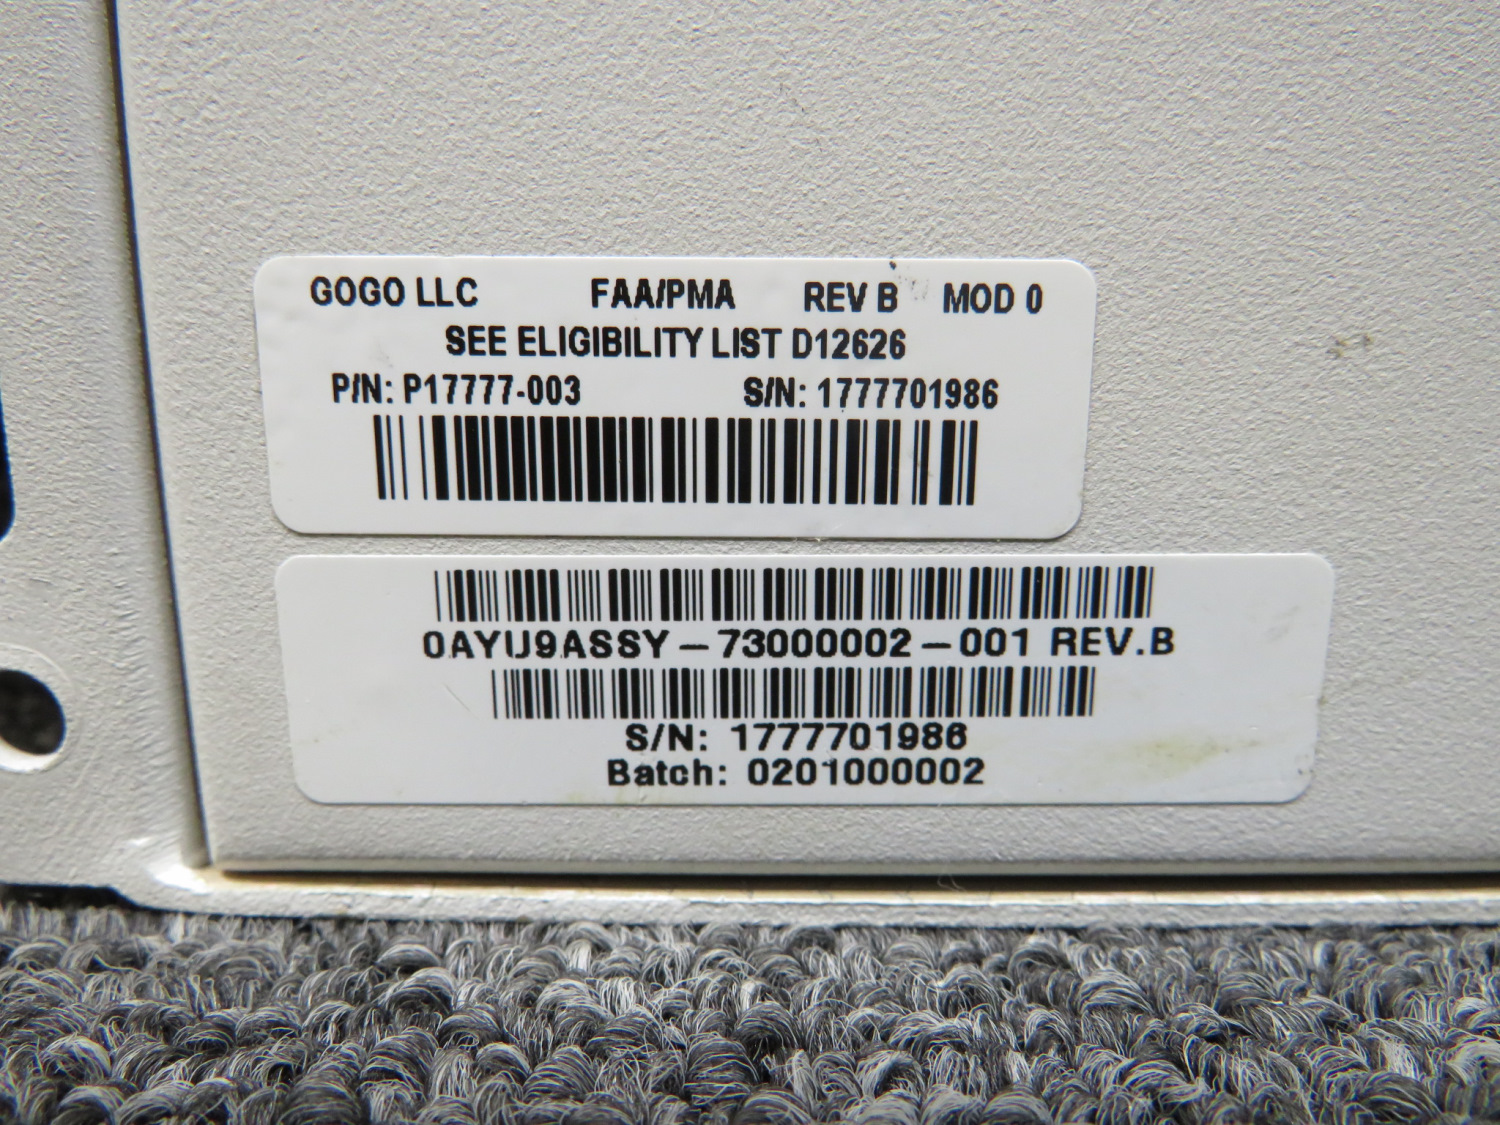 GOGO LLC FAA/PMA REV B MOD 0
SEE ELIGIBILITY LIST D12626
P/N: P17777-003 S/N: 1777701986
0AYIJ9ASSY-73000002-001 REV.B
S/N: 1777701986
Batch: 0201000002